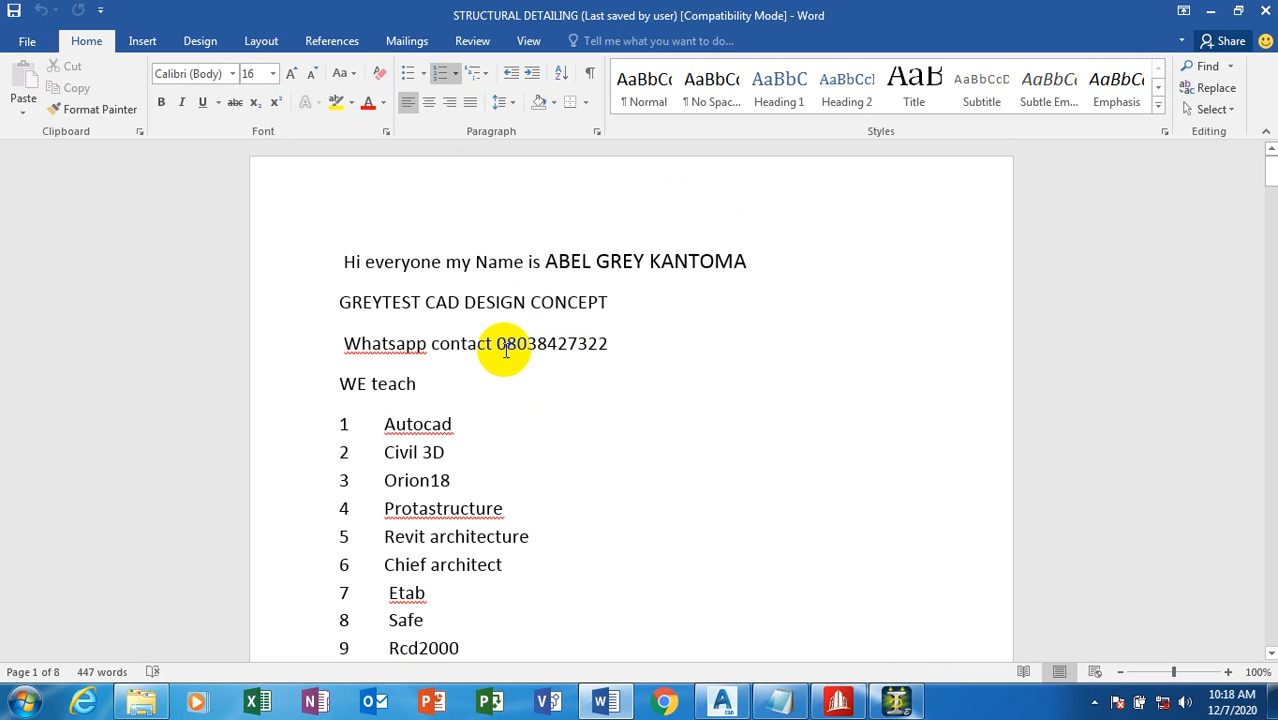 STRUCTURAL DETAILING (Last saved by user) [Compatibility Mode] - Word
File Home Insert Design Layout References Mailings Review View Tell me what you want to do... Share
Cut
Copy
Paste
Format Painter
Clipboard
Calibri (Body) 16
Font
Paragraph
AaBbCc AaBbCc AaBbC AaBbCcl AaB AaBbCcD AaBbCc AaBbCc
¶ Normal ¶ No Spac... Heading 1 Heading 2 Title Subtitle Subtle Em... Emphasis
Styles
Find
Replace
Select
Editing
Hi everyone my Name is ABEL GREY KANTOMA
GREYTEST CAD DESIGN CONCEPT
Whatsapp contact 08038427322
WE teach
1 Autocad
2 Civil 3D
3 Orion18
4 Protastructure
5 Revit architecture
6 Chief architect
7 Etab
8 Safe
9 Rcd2000
Page 1 of 8 447 words 100%
10:18 AM
12/7/2020